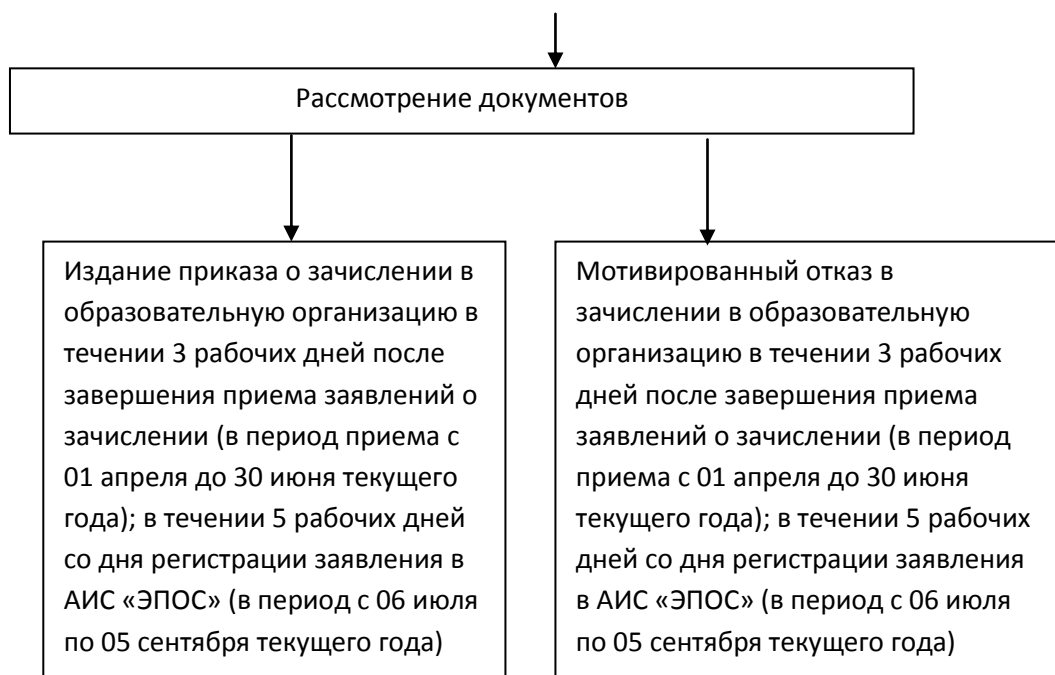 Рассмотрение документов
Издание приказа о зачислении в
образовательную организацию в
течении 3 рабочих дней после
завершения приема заявлений о
зачислении (в период приема с
01 апреля до 30 июня текущего
года); в течении 5 рабочих дней
со дня регистрации заявления в
АИС «ЭПОС» (в период с 06 июля
по 05 сентября текущего года)
Мотивированный отказ в
зачислении в образовательную
организацию в течении 3 рабочих
дней после завершения приема
заявлений о зачислении (в период
приема с 01 апреля до 30 июня
текущего года); в течении 5 рабочих
дней со дня регистрации заявления
в АИС «ЭПОС» (в период с 06 июля
по 05 сентября текущего года)